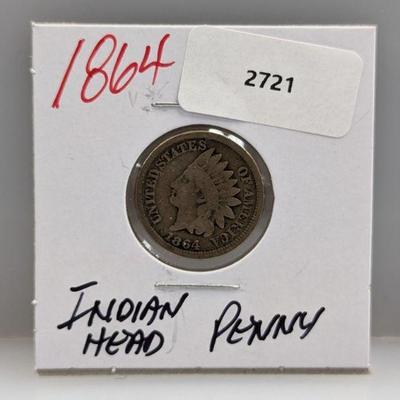 1864
2721
UNITED STATES OF AMERICA
1864
INDIAN HEAD PENNY